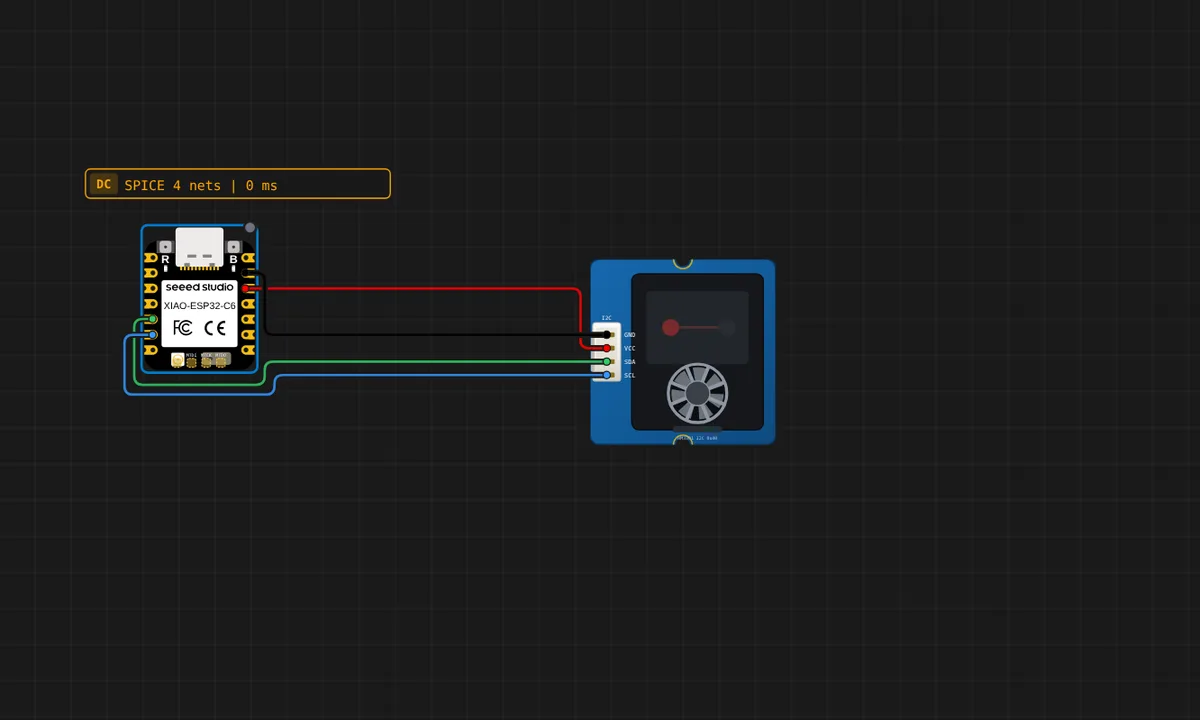 DC SPICE 4 nets | 0 ms
R B
seeed studio
XIAO-ESP32-C6
FC CE
I2C
GND
VCC
SDA
SCL